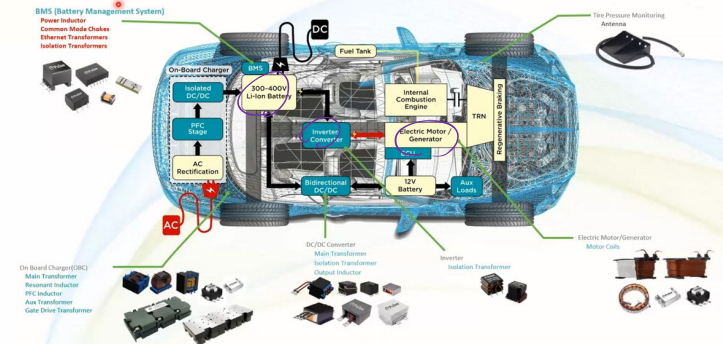 BMS (Battery Management System)
Power Inductor
Common Mode Chokes
Ethernet Transformers
Isolation Transformers
DC
Tire Pressure Monitoring
Antenna
Fuel Tank
On-Board Charger
BMS
Isolated
DC/DC
300-400V
Li-Ion Battery
Internal
Combustion
Engine
TRN
Regenerative Braking
PFC
Stage
Inverter
Converter
Electric Motor /
Generator
AC
Rectification
Bidirectional
DC/DC
12V
Battery
Aux
Loads
AC
DC/DC Converter
Main Transformer
Isolation Transformer
Output Inductor
Inverter
Isolation Transformer
Electric Motor/Generator
Motor Coils
On Board Charger(OBC)
Main Transformer
Resonant Inductor
PFC Inductor
Aux Transformer
Gate Drive Transformer